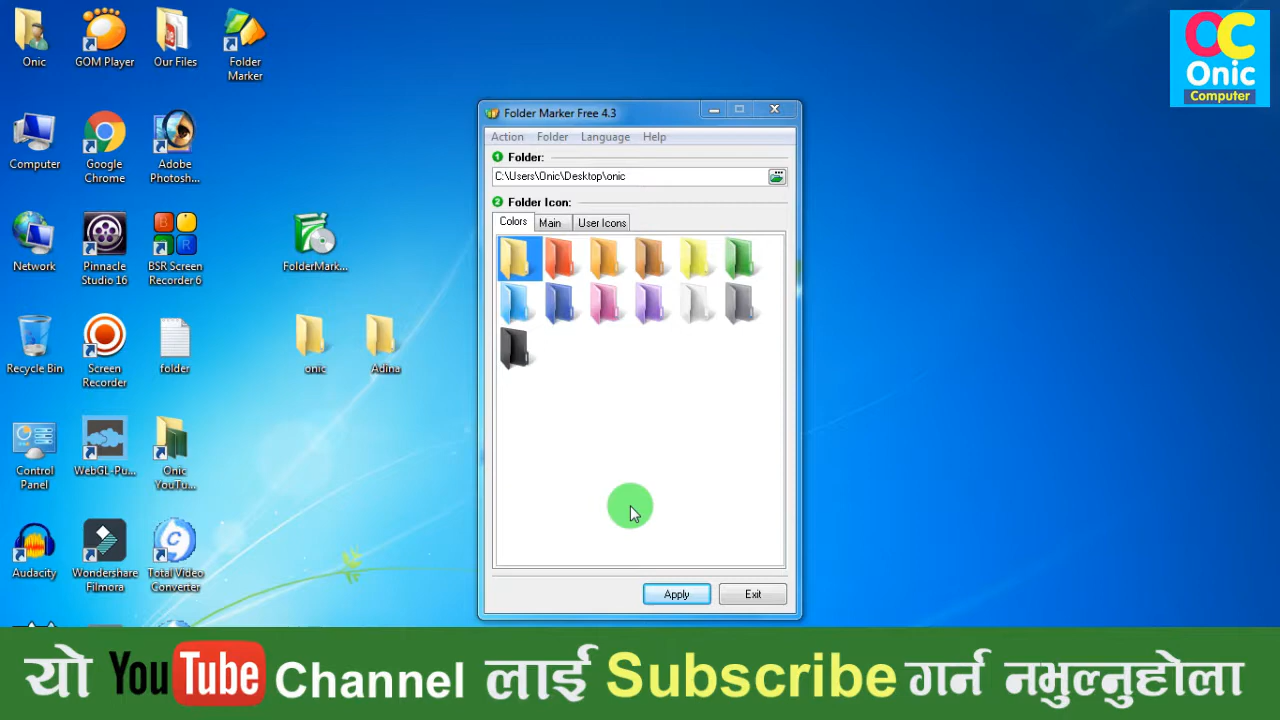 Onic
GOM Player
Our Files
Folder
Marker
OC
Onic
Computer
Computer
Google
Chrome
Adobe
Photosh...
Network
Pinnacle
Studio 16
BSR Screen
Recorder 6
FolderMark...
Recycle Bin
Screen
Recorder
folder
onic
Adina
Control
Panel
WebGL-Pu...
Onic
YouTu...
Audacity
Wondershare
Filmora
Total Video
Converter
Folder Marker Free 4.3
Action Folder Language Help
1 Folder:
C:\Users\Onic\Desktop\onic
2 Folder Icon:
Colors Main User Icons
Apply Exit
यो YouTube Channel लाई Subscribe गर्न नभुल्नुहोला